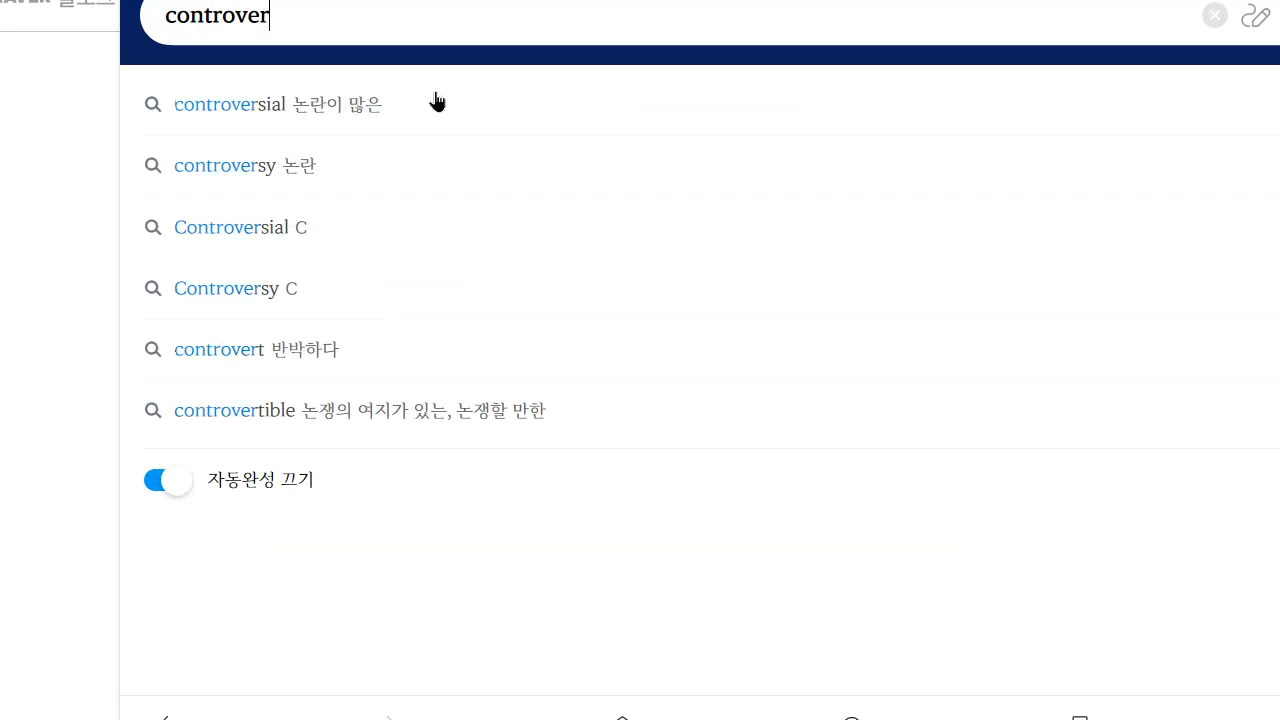 controver
controversial 논란이 많은
controversy 논란
Controversial C
Controversy C
controvert 반박하다
controvertible 논쟁의 여지가 있는, 논쟁할 만한
자동완성 끄기